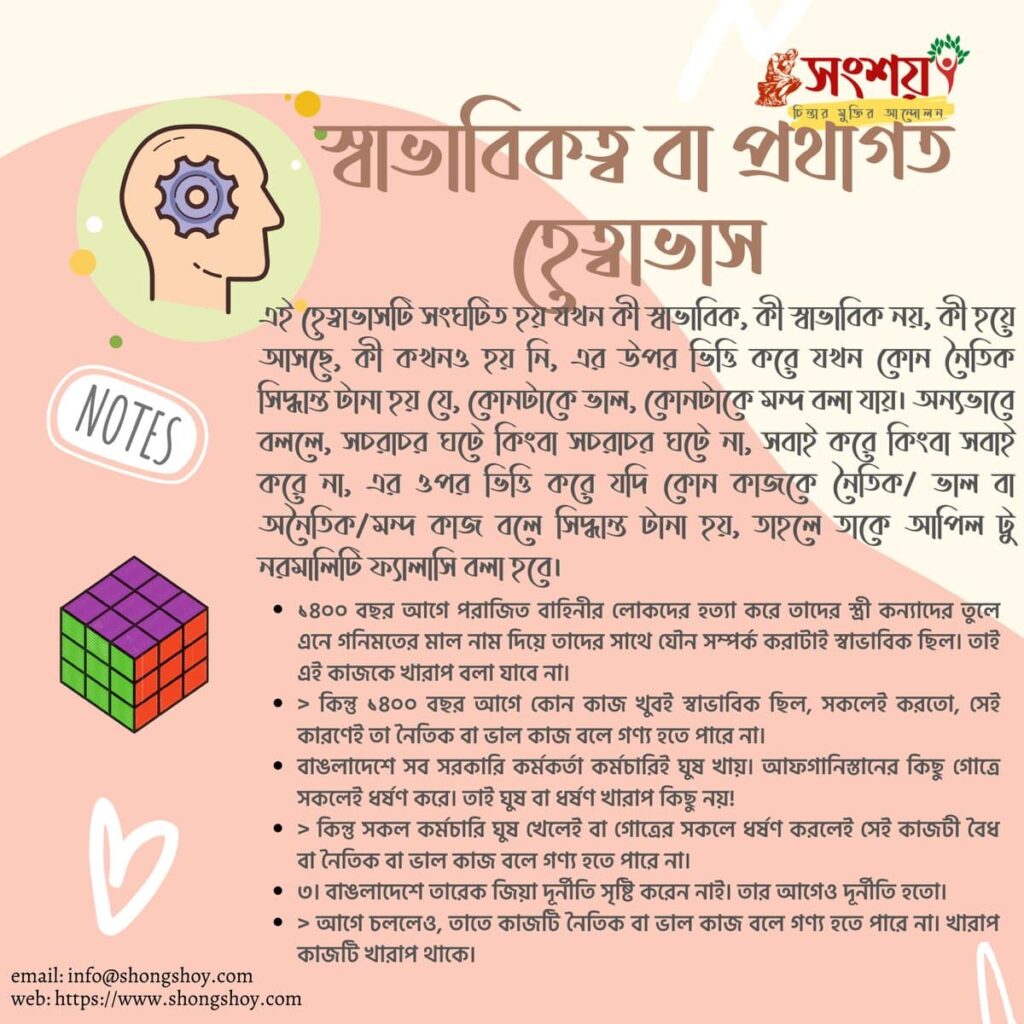 সংশয়
চিন্তার মুক্তির আন্দোলন
স্বাভাবিকত্ব বা প্রথাগত
হেত্বাভাস
এই হেত্বাভাসটি সংঘটিত হয় যখন কী স্বাভাবিক, কী স্বাভাবিক নয়, কী হয়ে
আসছে, কী কখনও হয় নি, এর উপর ভিত্তি করে যখন কোন নৈতিক
সিদ্ধান্ত টানা হয় যে, কোনটাকে ভাল, কোনটাকে মন্দ বলা যায়। অন্যভাবে
বললে, সচরাচর ঘটে কিংবা সচরাচর ঘটে না, সবাই করে কিংবা সবাই
করে না, এর ওপর ভিত্তি করে যদি কোন কাজকে নৈতিক/ ভাল বা
অনৈতিক/মন্দ কাজ বলে সিদ্ধান্ত টানা হয়, তাহলে তাকে আপিল টু
নরমালিটি ফ্যালাসি বলা হবে।
NOTES
• ১৪০০ বছর আগে পরাজিত বাহিনীর লোকদের হত্যা করে তাদের স্ত্রী কন্যাদের তুলে
এনে গনিমতের মাল নাম দিয়ে তাদের সাথে যৌন সম্পর্ক করাটাই স্বাভাবিক ছিল। তাই
এই কাজকে খারাপ বলা যাবে না।
• > কিন্তু ১৪০০ বছর আগে কোন কাজ খুবই স্বাভাবিক ছিল, সকলেই করতো, সেই
কারণেই তা নৈতিক বা ভাল কাজ বলে গণ্য হতে পারে না।
• বাঙলাদেশে সব সরকারি কর্মকর্তা কর্মচারিই ঘুষ খায়। আফগানিস্তানের কিছু গোত্রে
সকলেই ধর্ষণ করে। তাই ঘুষ বা ধর্ষণ খারাপ কিছু নয়!
• > কিন্তু সকল কর্মচারি ঘুষ খেলেই বা গোত্রের সকলে ধর্ষণ করলেই সেই কাজটী বৈধ
বা নৈতিক বা ভাল কাজ বলে গণ্য হতে পারে না।
• ৩। বাঙলাদেশে তারেক জিয়া দূর্নীতি সৃষ্টি করেন নাই। তার আগেও দূর্নীতি হতো।
• > আগে চললেও, তাতে কাজটি নৈতিক বা ভাল কাজ বলে গণ্য হতে পারে না। খারাপ
কাজটি খারাপ থাকে।
email: info@shongshoy.com
web: https://www.shongshoy.com